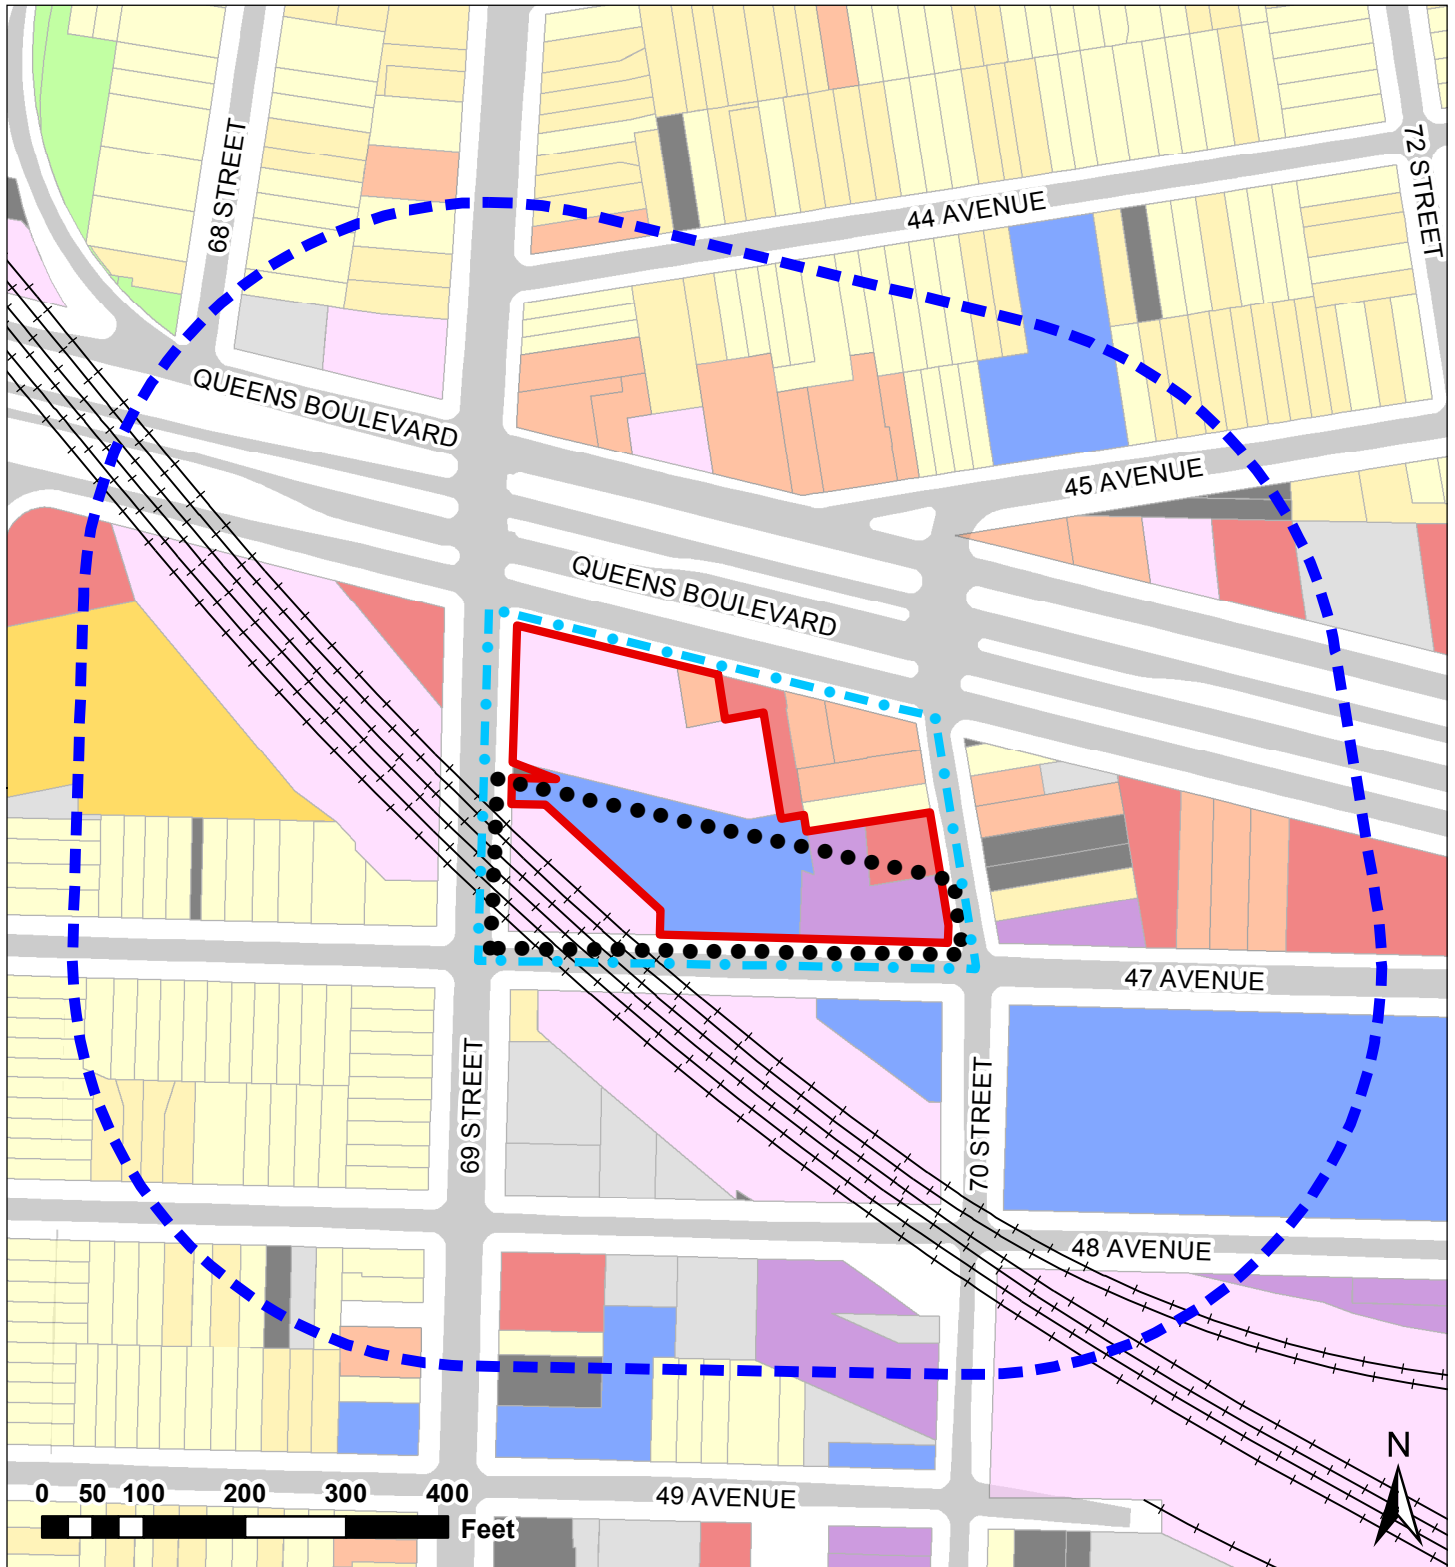 72 STREET
68 STREET
44 AVENUE
QUEENS BOULEVARD
45 AVENUE
QUEENS BOULEVARD
47 AVENUE
69 STREET
70 STREET
48 AVENUE
N
49 AVENUE
0 50 100 200 300 400
Feet